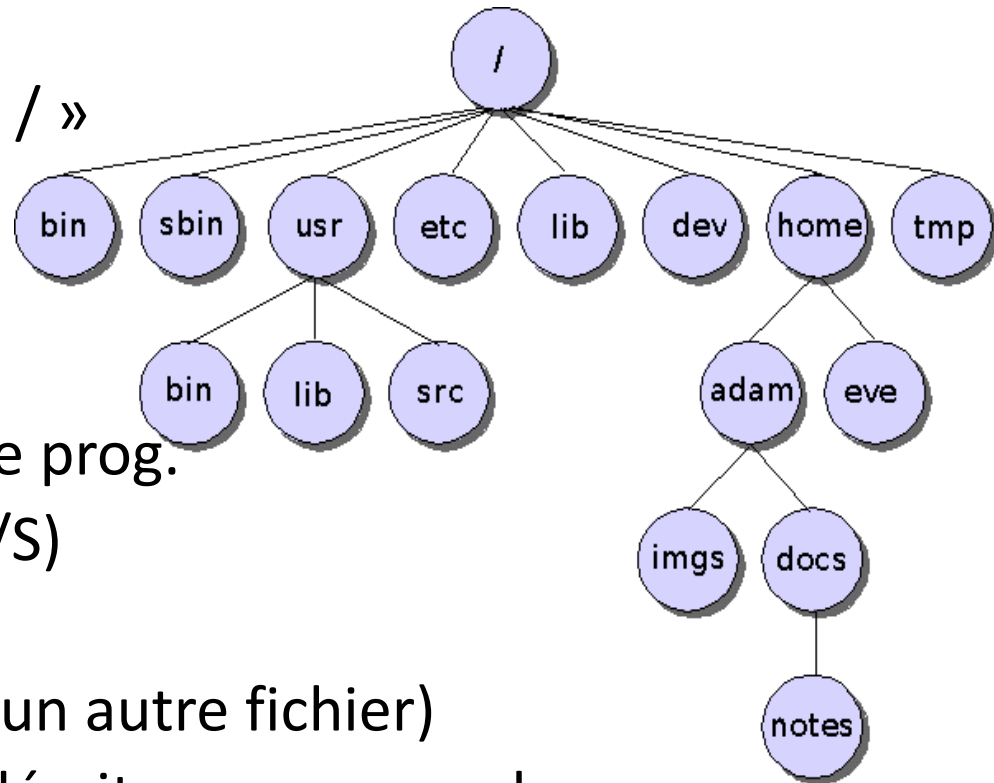 /
/ »
bin sbin usr etc lib dev home tmp
bin lib src adam eve
e prog.
/S)
imgs docs
un autre fichier)
notes